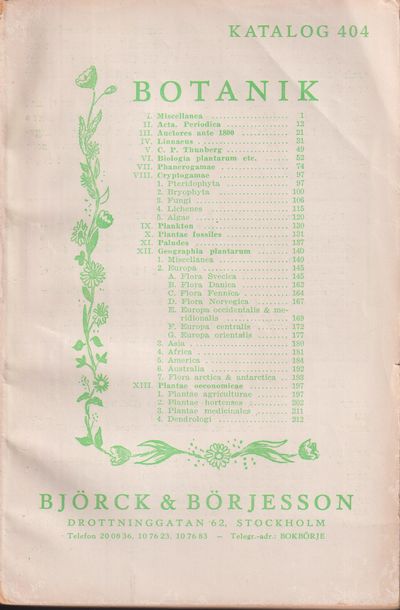 KATALOG 404
BOTANIK
I. Miscellanea ..................... 1
II. Acta. Periodica ................ 12
III. Auctores ante 1800 ............ 21
IV. Linnaeus ....................... 31
V. C. P. Thunberg .................. 49
VI. Biologia plantarum etc. ........ 52
VII. Phanerogamae .................. 74
VIII. Cryptogamae .................. 97
1. Pteridophyta .................... 97
2. Bryophyta ....................... 100
3. Fungi ........................... 106
4. Lichenes ........................ 115
5. Algae ........................... 120
IX. Plankton ....................... 130
X. Plantae fossiles ................ 131
XI. Paludes ........................ 137
XII. Geographia plantarum .......... 140
1. Miscellanea ..................... 140
2. Europa .......................... 145
A. Flora Svecica ................... 145
B. Flora Danica .................... 162
C. Flora Fennica ................... 164
D. Flora Norvegica ................. 167
E. Europa occidentalis & me-
ridionalis ......................... 169
F. Europa centralis ................ 172
G. Europa orientalis ............... 177
3. Asia ............................ 180
4. Africa .......................... 181
5. America ......................... 184
6. Australia ....................... 192
7. Flora arctica & antarctica ...... 193
XIII. Plantae oeconomicae .......... 197
1. Plantae agriculturae ............ 197
2. Plantae hortenses ............... 202
3. Plantae medicinales ............. 211
4. Dendrologi ...................... 212
BJÖRCK & BÖRJESSON
DROTTNINGGATAN 62, STOCKHOLM
Telefon 20 08 36, 10 76 23, 10 76 83 — Telegr.-adr.: BOKBÖRJE